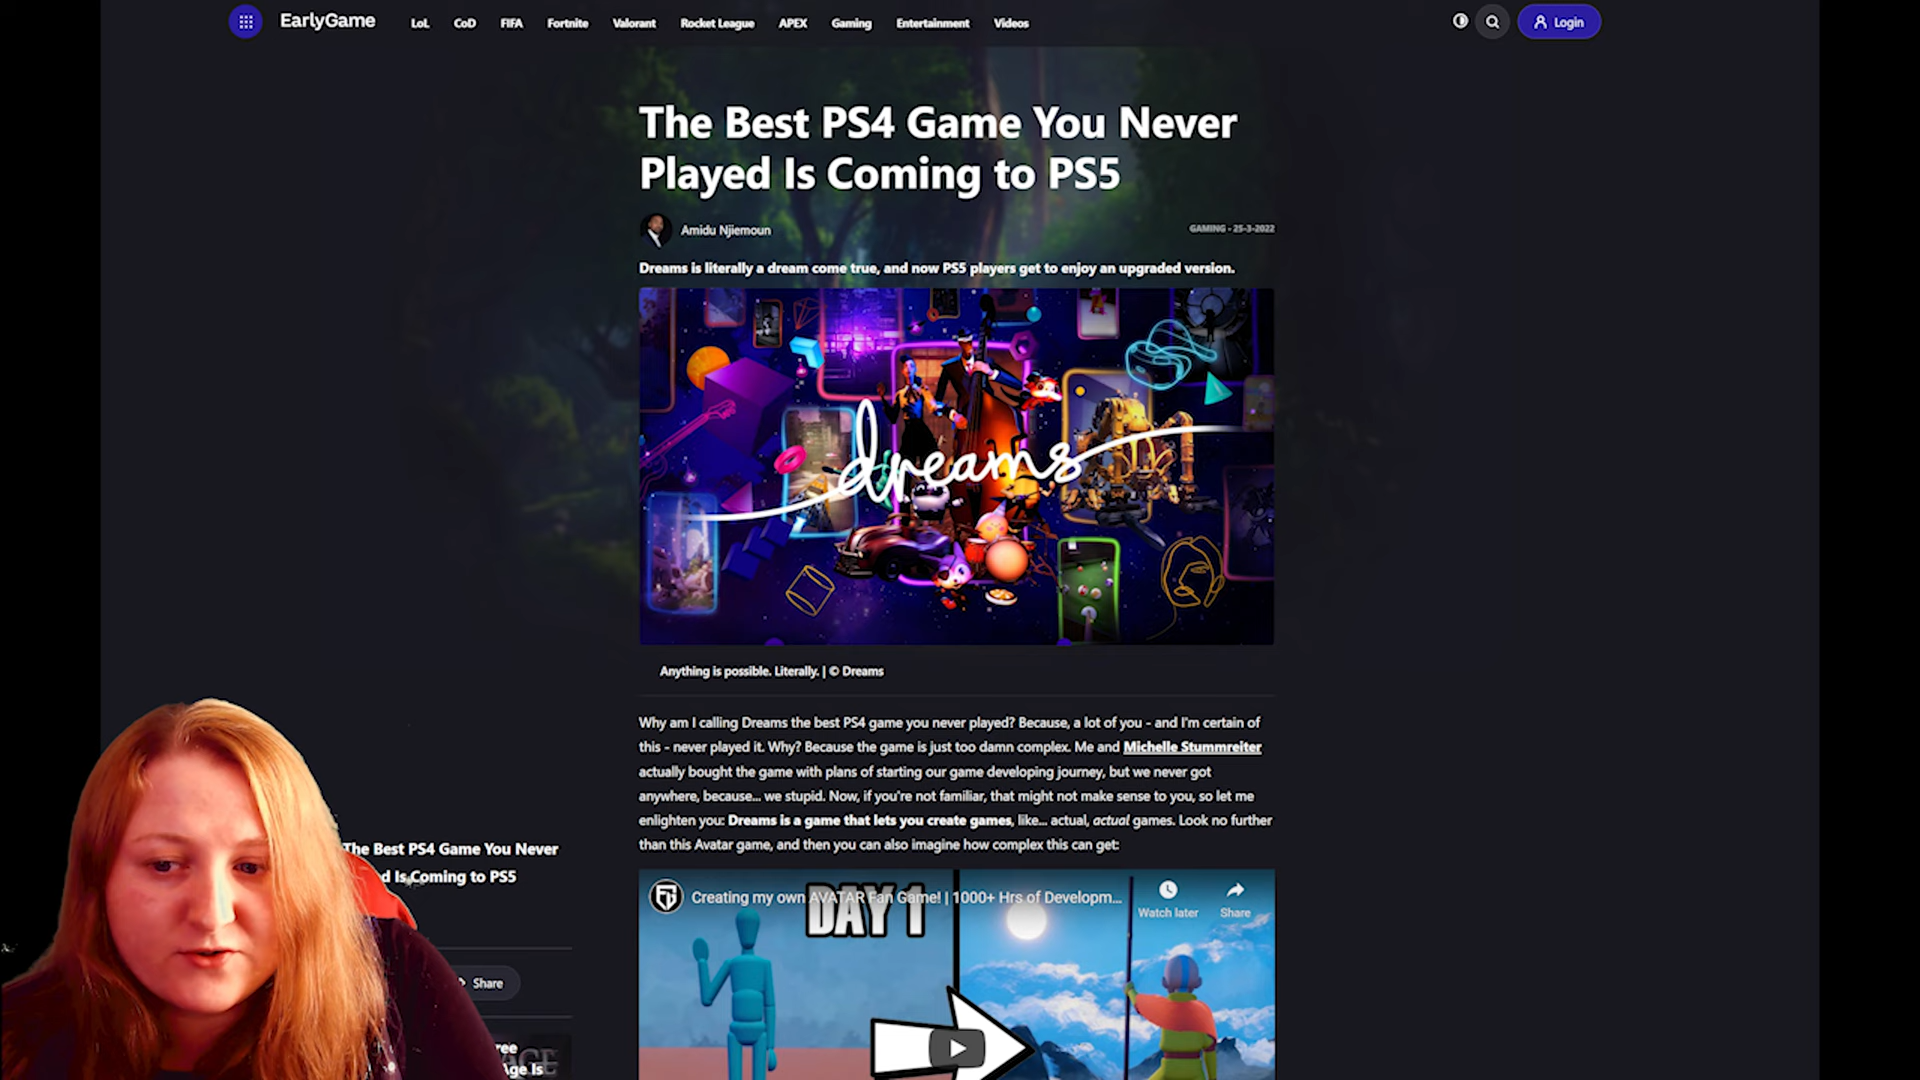 EarlyGame
LoL
CoD
FIFA
Fortnite
Valorant
Rocket League
APEX
Gaming
Entertainment
Videos
Login
The Best PS4 Game You Never
Played Is Coming to PS5
Amidu Njiemoun
GAMING - 25-3-2022
Dreams is literally a dream come true, and now PS5 players get to enjoy an upgraded version.
dreams
Anything is possible. Literally. | © Dreams
Why am I calling Dreams the best PS4 game you never played? Because, a lot of you - and I'm certain of
this - never played it. Why? Because the game is just too damn complex. Me and Michelle Stummreiter
actually bought the game with plans of starting our game developing journey, but we never got
anywhere, because... we stupid. Now, if you're not familiar, that might not make sense to you, so let me
enlighten you: Dreams is a game that lets you create games, like... actual, actual games. Look no further
than this Avatar game, and then you can also imagine how complex this can get:
The Best PS4 Game You Never
d Is Coming to PS5
Share
Creating my own AVATAR Fan Game! | 1000+ Hrs of Developm...
Watch later
Share
DAY 1
ree
Age Is